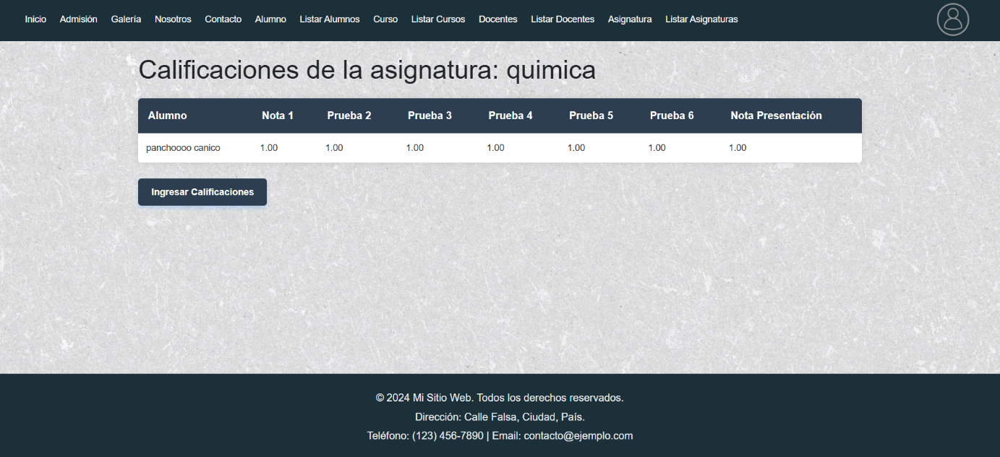 Inicio Admisión Galería Nosotros Contacto Alumno Listar Alumnos Curso Listar Cursos Docentes Listar Docentes Asignatura Listar Asignaturas
Calificaciones de la asignatura: quimica
Alumno Nota 1 Prueba 2 Prueba 3 Prueba 4 Prueba 5 Prueba 6 Nota Presentación
panchoooo canico 1.00 1.00 1.00 1.00 1.00 1.00 1.00
Ingresar Calificaciones
© 2024 Mi Sitio Web. Todos los derechos reservados.
Dirección: Calle Falsa, Ciudad, País.
Teléfono: (123) 456-7890 | Email: contacto@ejemplo.com